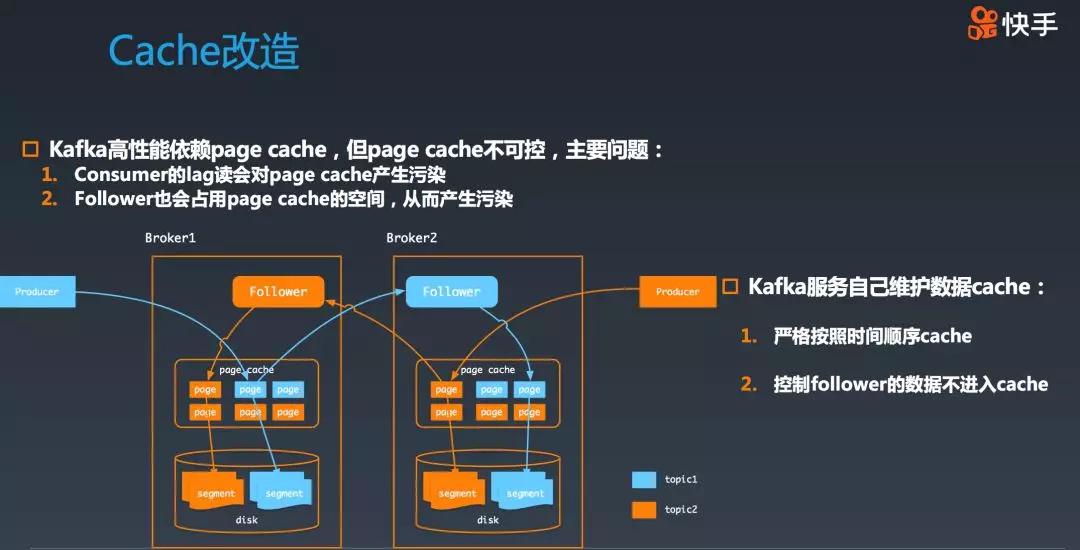 快手
Cache改造
Kafka高性能依赖page cache，但page cache不可控，主要问题：
1. Consumer的lag读会对page cache产生污染
2. Follower也会占用page cache的空间，从而产生污染
Broker1
Broker2
Producer
Follower
Follower
Producer
page cache
page page page
page page page
page cache
page page page
page page page
segment segment
disk
segment segment
disk
Kafka服务自己维护数据cache：
1. 严格按照时间顺序cache
2. 控制follower的数据不进入cache
topic1
topic2